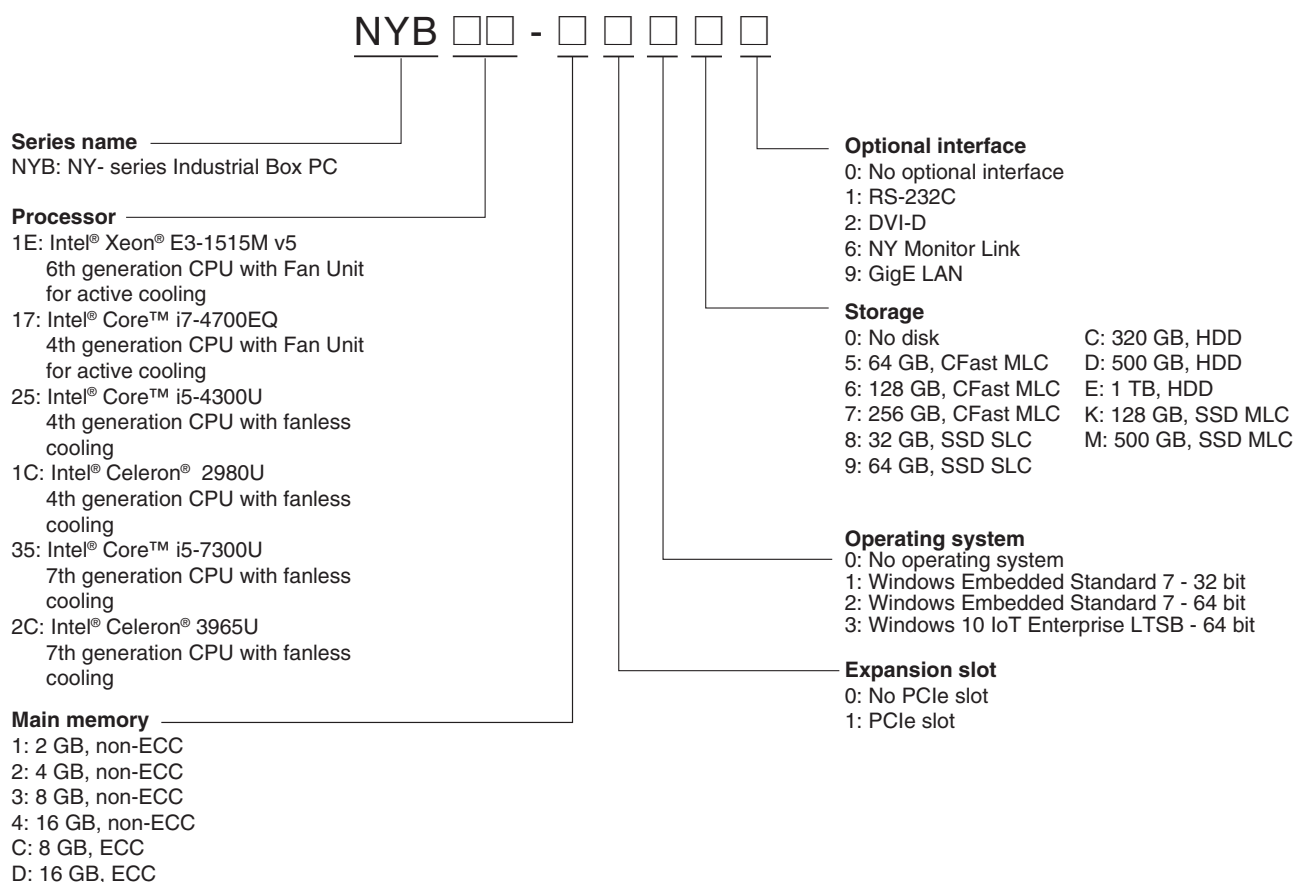 NYB □□ - □ □ □ □ □
Series name
NYB: NY- series Industrial Box PC
Processor
1E: Intel® Xeon® E3-1515M v5
6th generation CPU with Fan Unit
for active cooling
17: Intel® Core™ i7-4700EQ
4th generation CPU with Fan Unit
for active cooling
25: Intel® Core™ i5-4300U
4th generation CPU with fanless
cooling
1C: Intel® Celeron® 2980U
4th generation CPU with fanless
cooling
35: Intel® Core™ i5-7300U
7th generation CPU with fanless
cooling
2C: Intel® Celeron® 3965U
7th generation CPU with fanless
cooling
Main memory
1: 2 GB, non-ECC
2: 4 GB, non-ECC
3: 8 GB, non-ECC
4: 16 GB, non-ECC
C: 8 GB, ECC
D: 16 GB, ECC
Optional interface
0: No optional interface
1: RS-232C
2: DVI-D
6: NY Monitor Link
9: GigE LAN
Storage
0: No disk
5: 64 GB, CFast MLC
6: 128 GB, CFast MLC
7: 256 GB, CFast MLC
8: 32 GB, SSD SLC
9: 64 GB, SSD SLC
C: 320 GB, HDD
D: 500 GB, HDD
E: 1 TB, HDD
K: 128 GB, SSD MLC
M: 500 GB, SSD MLC
Operating system
0: No operating system
1: Windows Embedded Standard 7 - 32 bit
2: Windows Embedded Standard 7 - 64 bit
3: Windows 10 IoT Enterprise LTSB - 64 bit
Expansion slot
0: No PCIe slot
1: PCIe slot